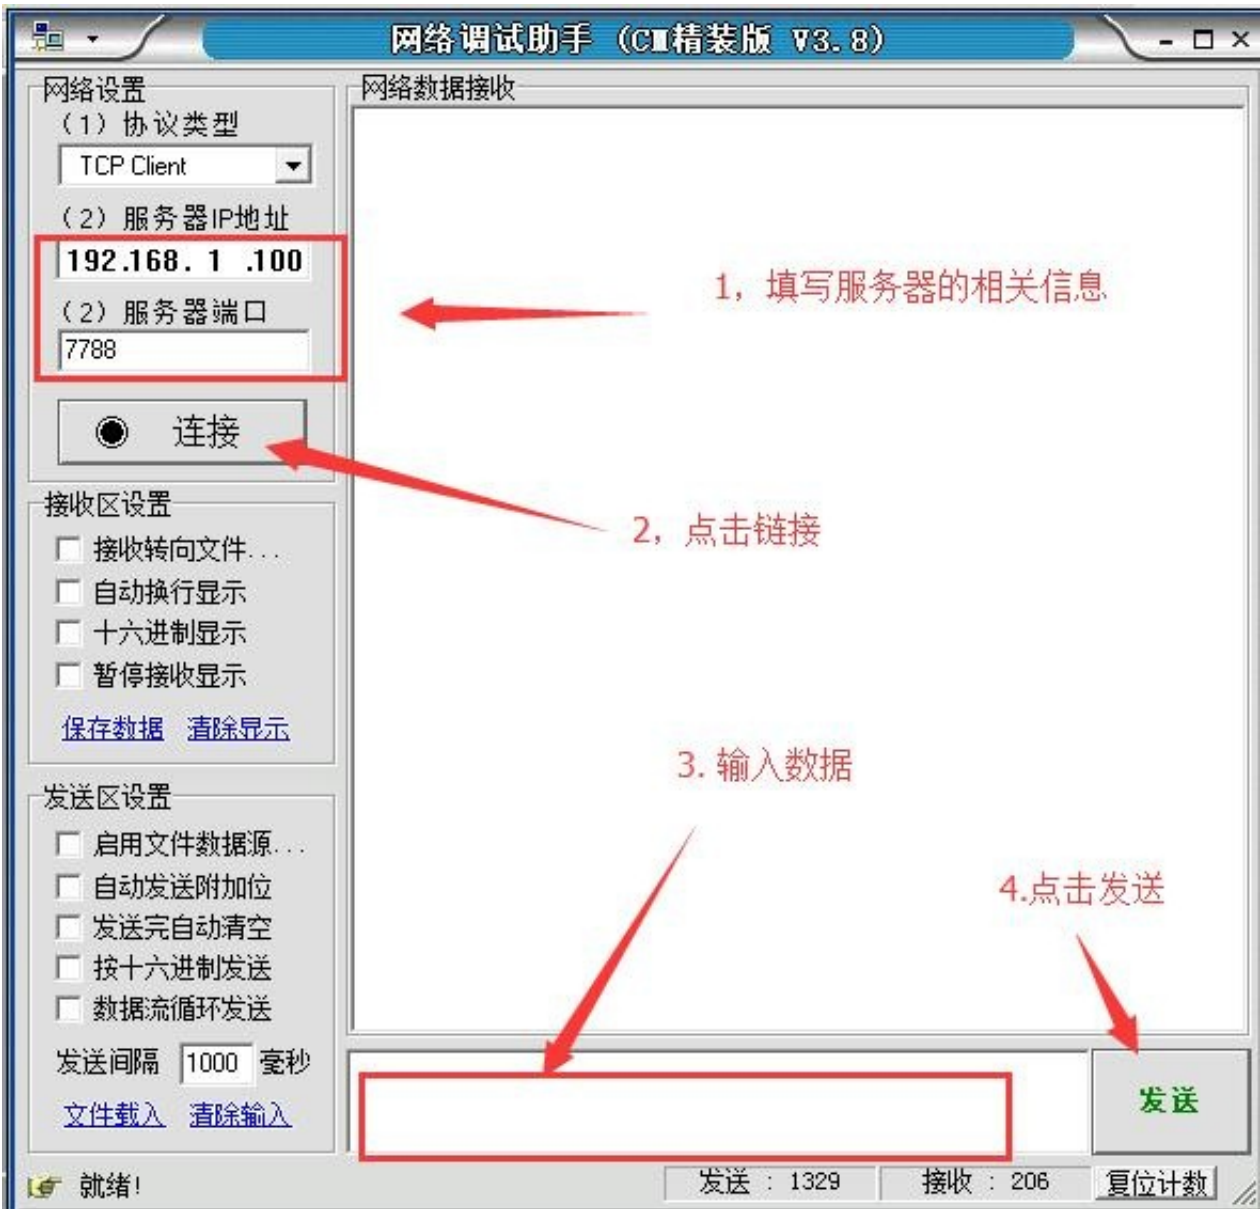 网络调试助手 (CM精装版 V3.8)
网络设置
(1) 协议类型
TCP Client
(2) 服务器IP地址
192.168. 1 .100
(2) 服务器端口
7788
连接
接收区设置
接收转向文件...
自动换行显示
十六进制显示
暂停接收显示
保存数据 清除显示
发送区设置
启用文件数据源...
自动发送附加位
发送完自动清空
按十六进制发送
数据流循环发送
发送间隔 1000 毫秒
文件载入 清除输入
网络数据接收
1，填写服务器的相关信息
2，点击链接
3. 输入数据
4.点击发送
发送
就绪!
发送 : 1329
接收 : 206
复位计数